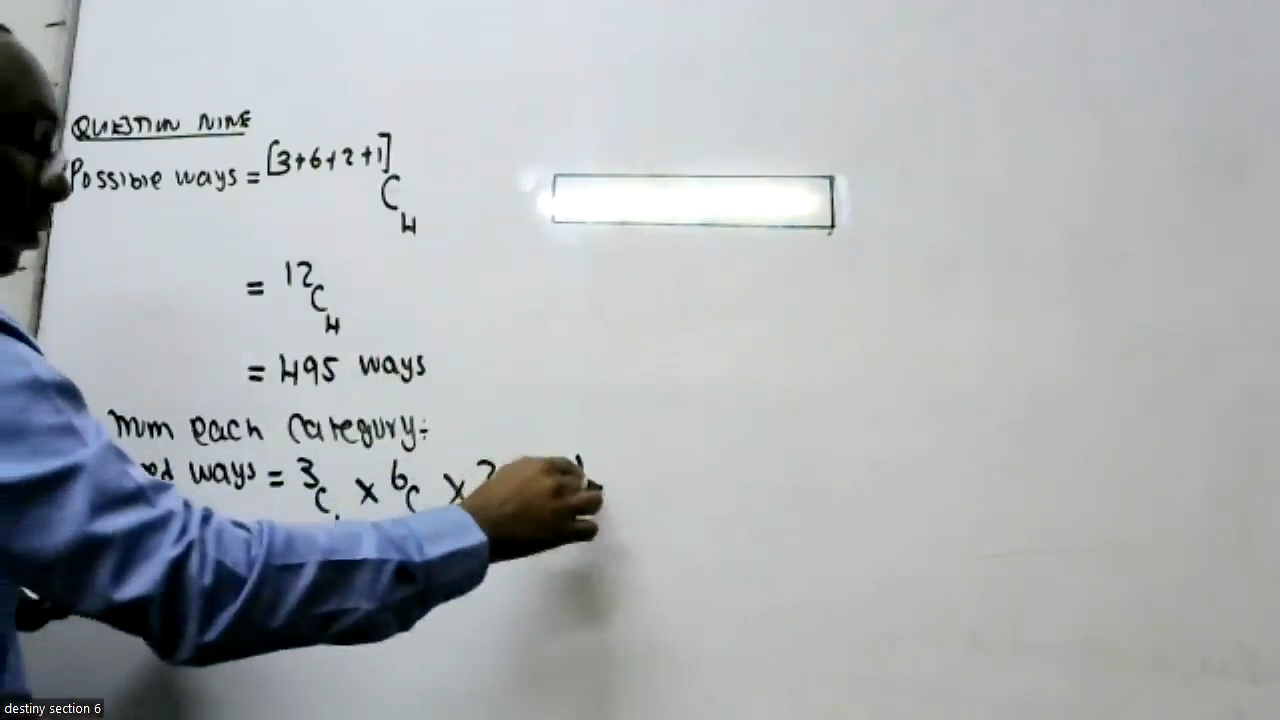 QUESTION NINE
Possible ways = [3+6+2+1]
C
4
= 12C4
= 495 ways
from each category:
ways = 3C × 6C × 2
destiny section 6